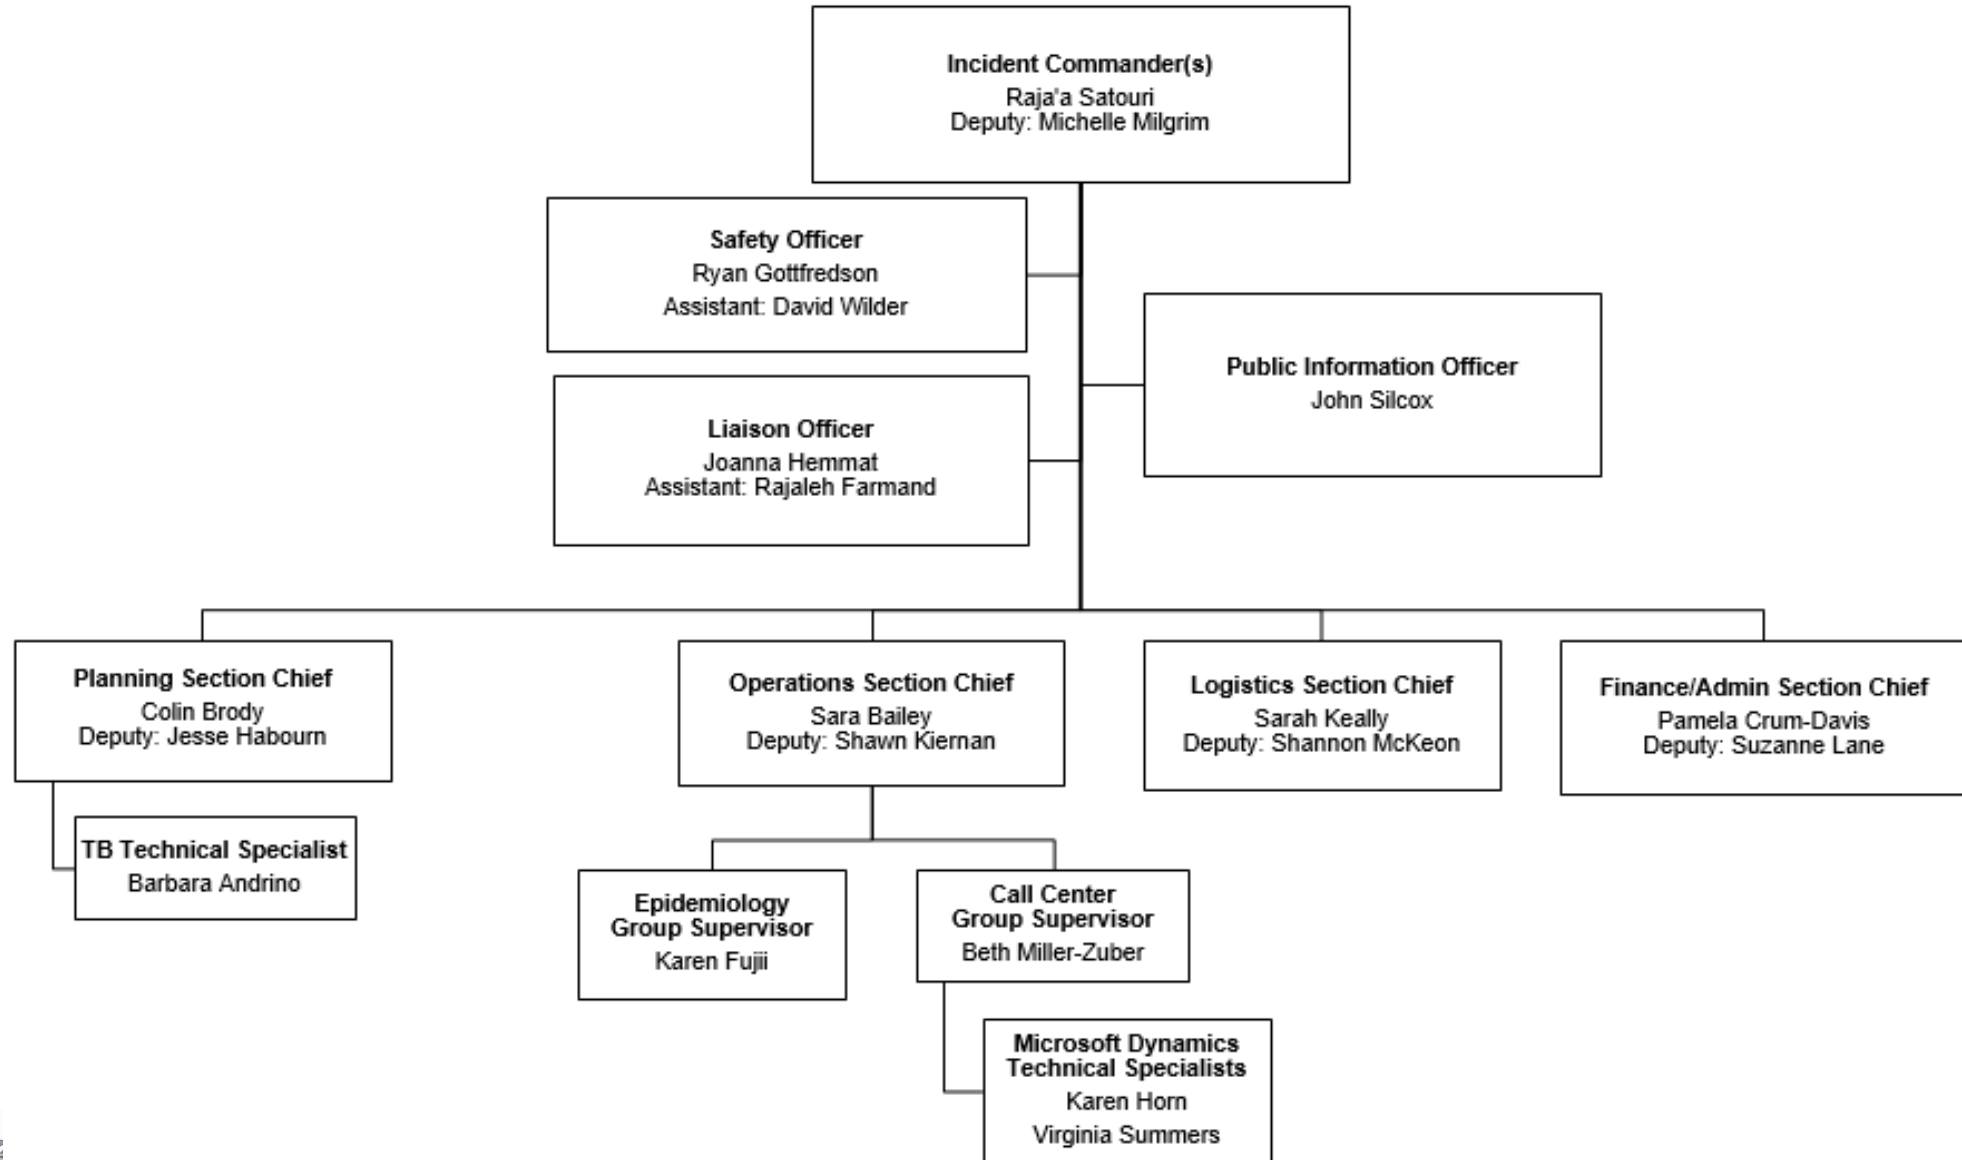 Incident Commander(s)
Raja'a Satouri
Deputy: Michelle Milgrim
Safety Officer
Ryan Gottfredson
Assistant: David Wilder
Public Information Officer
John Silcox
Liaison Officer
Joanna Hemmat
Assistant: Rajaleh Farmand
Planning Section Chief
Colin Brody
Deputy: Jesse Habourn
Operations Section Chief
Sara Bailey
Deputy: Shawn Kiernan
Logistics Section Chief
Sarah Keally
Deputy: Shannon McKeon
Finance/Admin Section Chief
Pamela Crum-Davis
Deputy: Suzanne Lane
TB Technical Specialist
Barbara Andrino
Epidemiology
Group Supervisor
Karen Fujii
Call Center
Group Supervisor
Beth Miller-Zuber
Microsoft Dynamics
Technical Specialists
Karen Horn
Virginia Summers